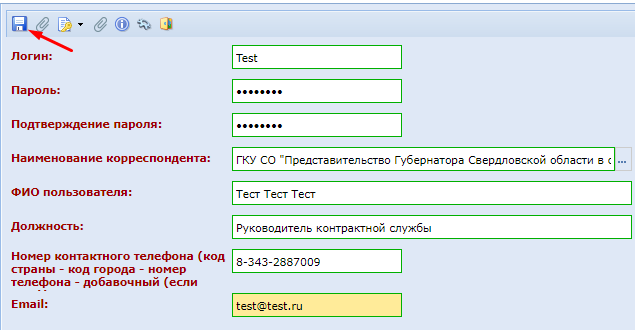 Логин:
Test
Пароль:
••••••••
Подтверждение пароля:
••••••••
Наименование корреспондента:
ГКУ СО "Представительство Губернатора Свердловской области в
...
ФИО пользователя:
Тест Тест Тест
Должность:
Руководитель контрактной службы
Номер контактного телефона (код
страны - код города - номер
телефона - добавочный (если
8-343-2887009
Email:
test@test.ru